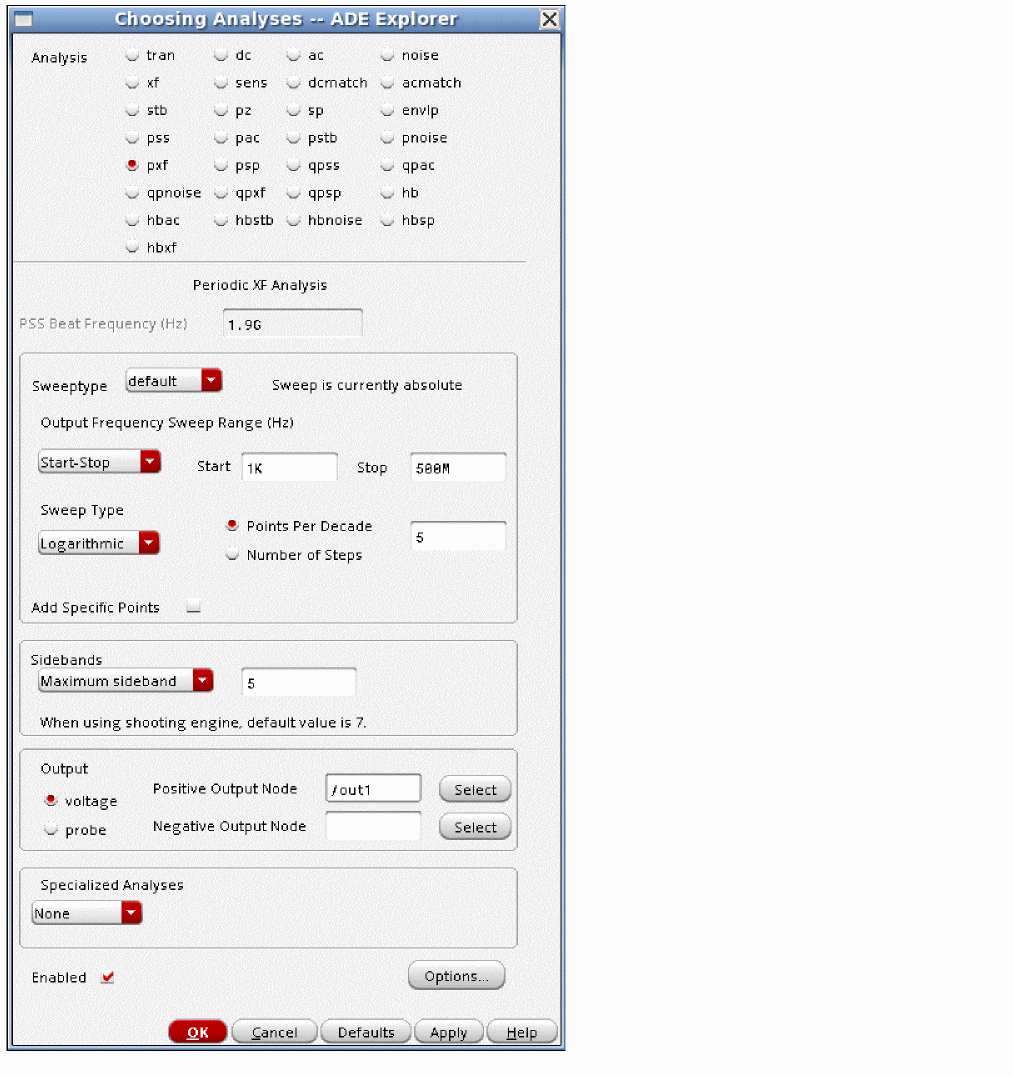 Choosing Analyses -- ADE Explorer
Analysis tran dc ac noise
xf sens dcmatch acmatch
stb pz sp envlp
pss pac pstb pnoise
pxf psp qpss qpac
qpnoise qpxf qpsp hb
hbac hbstb hbnoise hbsp
hbxf
Periodic XF Analysis
PSS Beat Frequency (Hz) 1.9G
Sweeptype default Sweep is currently absolute
Output Frequency Sweep Range (Hz)
Start-Stop Start 1K Stop 500M
Sweep Type
Logarithmic
Points Per Decade 5
Number of Steps
Add Specific Points
Sidebands
Maximum sideband 5
When using shooting engine, default value is 7.
Output
voltage
probe
Positive Output Node /out1 Select
Negative Output Node Select
Specialized Analyses
None
Enabled Options...
OK Cancel Defaults Apply Help